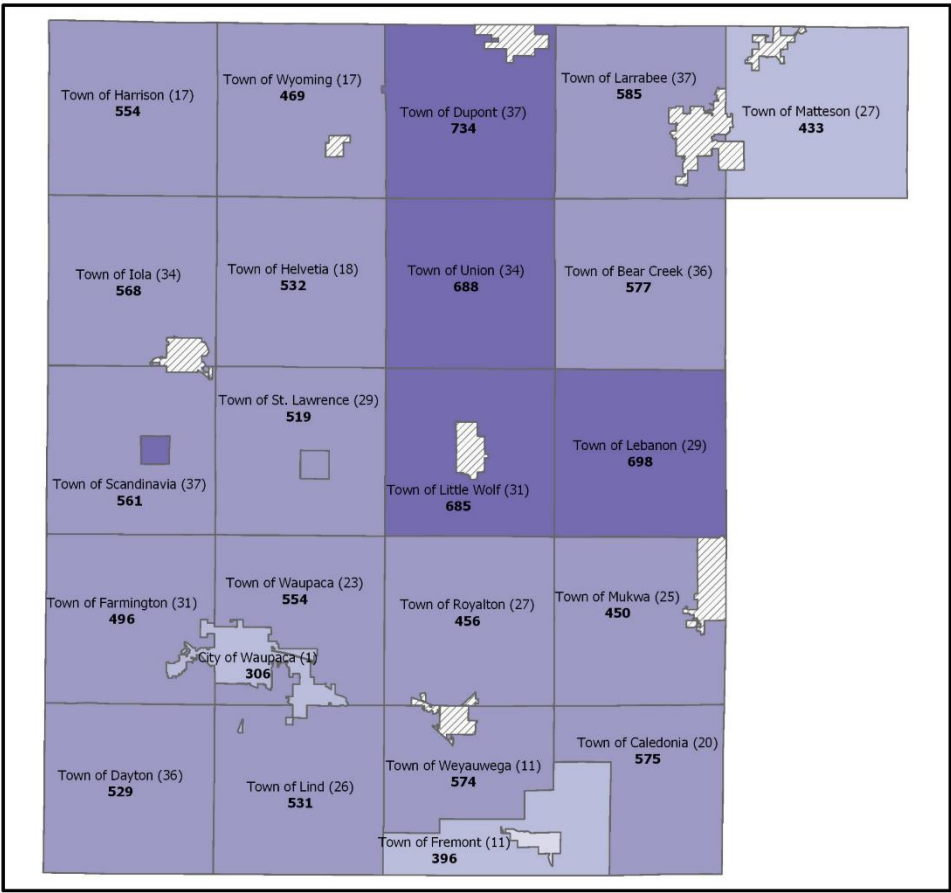 Town of Harrison (17)
554
Town of Wyoming (17)
469
Town of Dupont (37)
734
Town of Larrabee (37)
585
Town of Matteson (27)
433
Town of Iola (34)
568
Town of Helvetia (18)
532
Town of Union (34)
688
Town of Bear Creek (36)
577
Town of Scandinavia (37)
561
Town of St. Lawrence (29)
519
Town of Little Wolf (31)
685
Town of Lebanon (29)
698
Town of Farmington (31)
496
Town of Waupaca (23)
554
City of Waupaca (1)
306
Town of Royalton (27)
456
Town of Mukwa (25)
450
Town of Dayton (36)
529
Town of Lind (26)
531
Town of Weyauwega (11)
574
Town of Caledonia (20)
575
Town of Fremont (11)
396